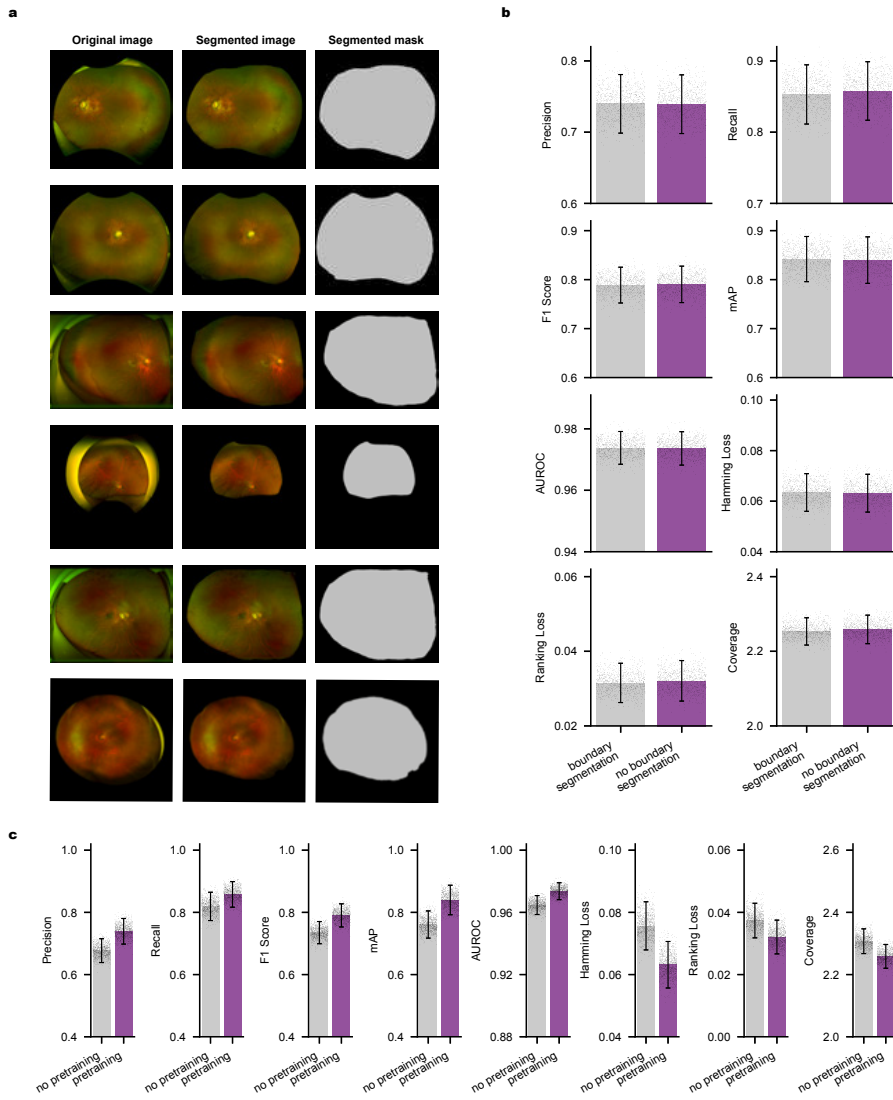 a
Original image Segmented image Segmented mask
b
0.8
0.7
0.6
Precision
0.9
0.8
0.7
Recall
0.9
0.8
0.7
0.6
F1 Score
0.9
0.8
0.7
0.6
mAP
0.98
0.96
0.94
AUROC
0.10
0.08
0.06
0.04
Hamming Loss
0.06
0.04
0.02
Ranking Loss
boundary
segmentation
no boundary
segmentation
2.4
2.2
2.0
Coverage
boundary
segmentation
no boundary
segmentation
c
1.0
0.8
0.6
0.4
Precision
no pretraining
pretraining
1.0
0.8
0.6
0.4
Recall
no pretraining
pretraining
1.0
0.8
0.6
0.4
F1 Score
no pretraining
pretraining
1.0
0.8
0.6
0.4
mAP
no pretraining
pretraining
1.00
0.96
0.92
0.88
AUROC
no pretraining
pretraining
0.10
0.08
0.06
0.04
Hamming Loss
no pretraining
pretraining
0.06
0.04
0.02
0.00
Ranking Loss
no pretraining
pretraining
2.6
2.4
2.2
2.0
Coverage
no pretraining
pretraining